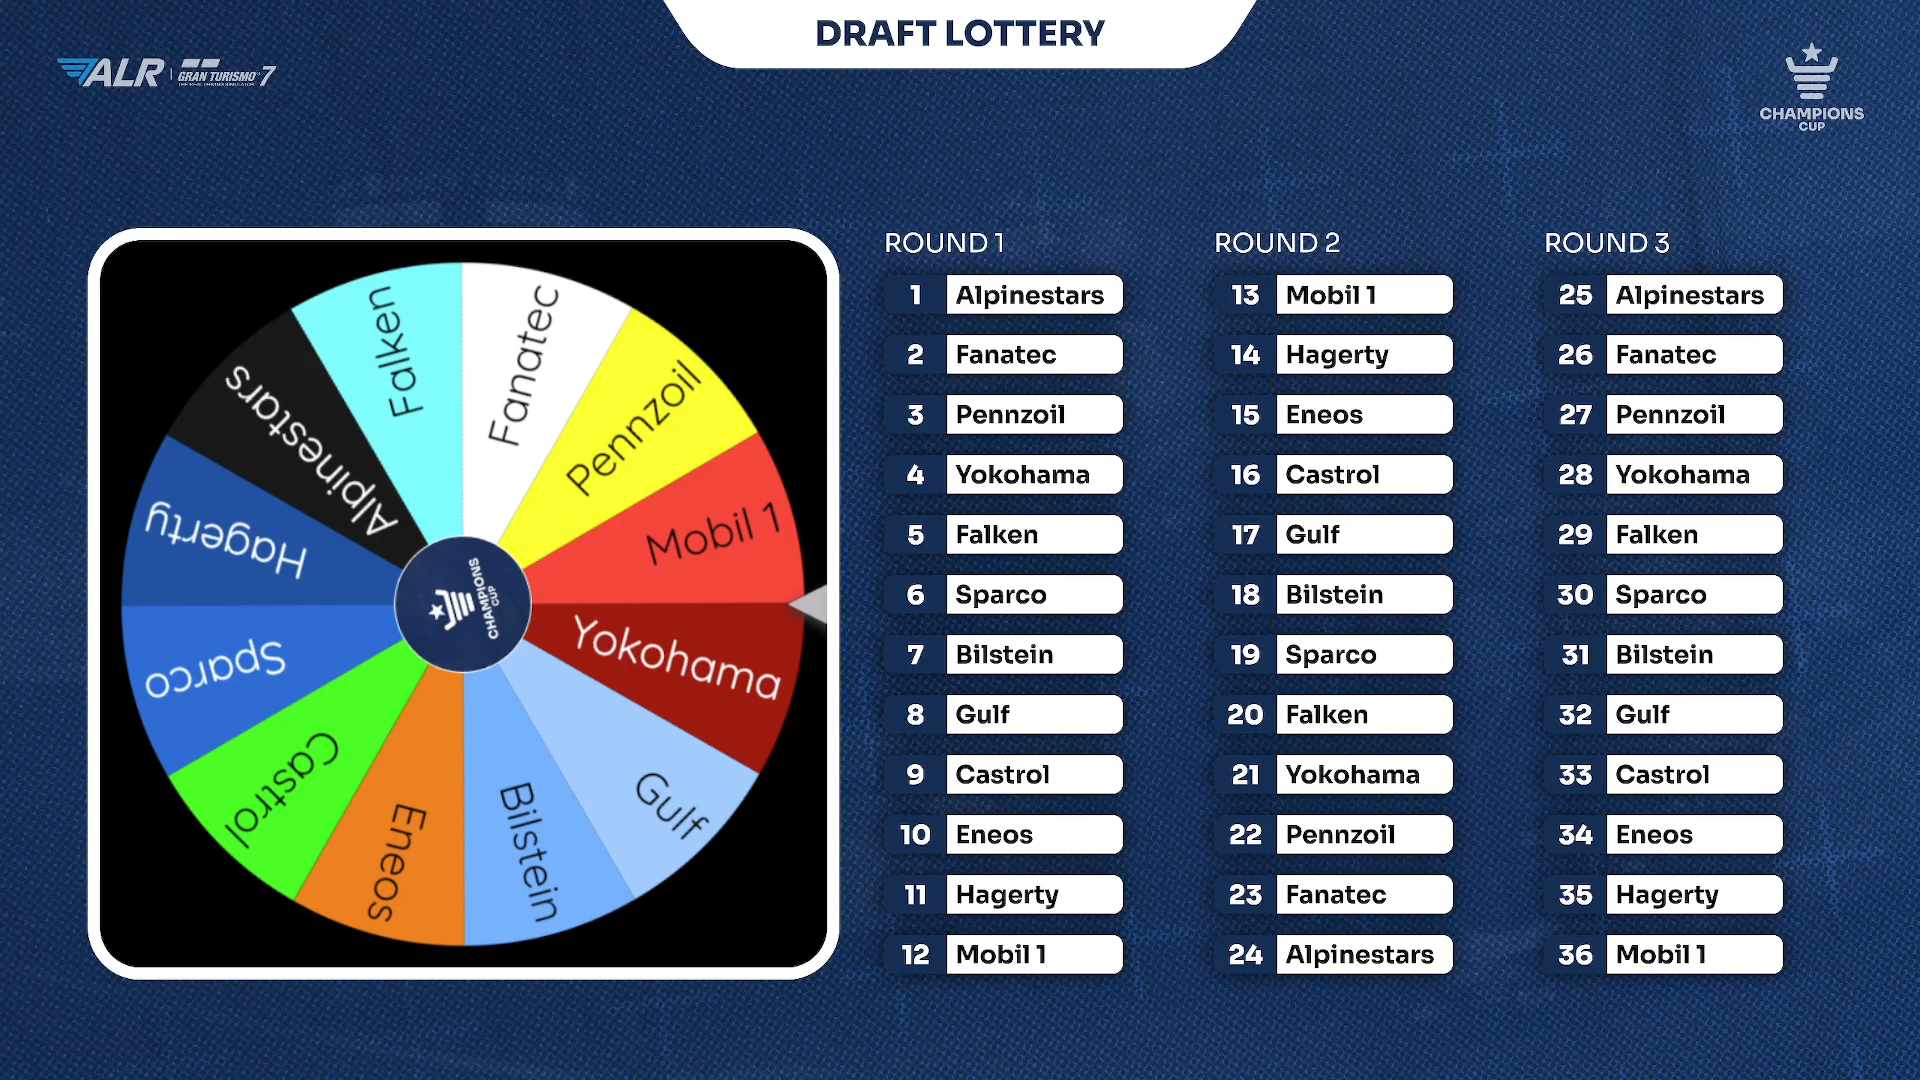 DRAFT LOTTERY
ALR | GRAN TURISMO 7
THE REAL DRIVING SIMULATOR
CHAMPIONS
CUP
Falken
Fanatec
Pennzoil
Mobil 1
Yokohama
Gulf
Bilstein
Eneos
Castrol
Sparco
Hagerty
Alpinestars
CHAMPIONS
CUP
ROUND 1
1 Alpinestars
2 Fanatec
3 Pennzoil
4 Yokohama
5 Falken
6 Sparco
7 Bilstein
8 Gulf
9 Castrol
10 Eneos
11 Hagerty
12 Mobil 1
ROUND 2
13 Mobil 1
14 Hagerty
15 Eneos
16 Castrol
17 Gulf
18 Bilstein
19 Sparco
20 Falken
21 Yokohama
22 Pennzoil
23 Fanatec
24 Alpinestars
ROUND 3
25 Alpinestars
26 Fanatec
27 Pennzoil
28 Yokohama
29 Falken
30 Sparco
31 Bilstein
32 Gulf
33 Castrol
34 Eneos
35 Hagerty
36 Mobil 1